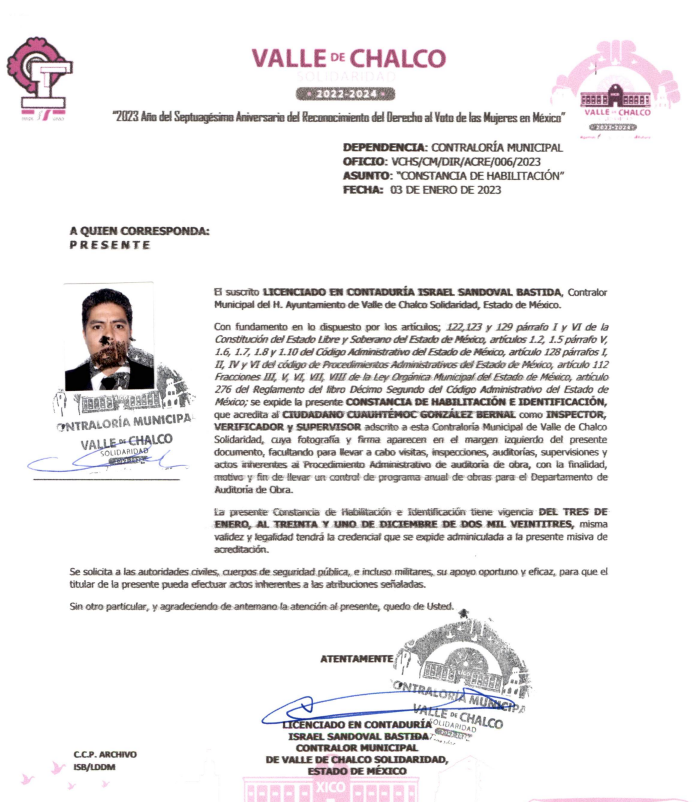 VALLE DE CHALCO
SOLIDARIDAD
• 2022-2024 •
"2023 Año del Septuagésimo Aniversario del Reconocimiento del Derecho al Voto de las Mujeres en México"
VALLE DE CHALCO
• 2022-2024 •
DEPENDENCIA: CONTRALORÍA MUNICIPAL
OFICIO: VCHS/CM/DIR/ACRE/006/2023
ASUNTO: "CONSTANCIA DE HABILITACIÓN"
FECHA: 03 DE ENERO DE 2023
A QUIEN CORRESPONDA:
P R E S E N T E
El suscrito LICENCIADO EN CONTADURÍA ISRAEL SANDOVAL BASTIDA, Contralor
Municipal del H. Ayuntamiento de Valle de Chalco Solidaridad, Estado de México.
Con fundamento en lo dispuesto por los artículos; 122,123 y 129 párrafo I y VI de la
Constitución del Estado Libre y Soberano del Estado de México, artículos 1.2, 1.5 párrafo V,
1.6, 1.7, 1.8 y 1.10 del Código Administrativo del Estado de México, artículo 128 párrafos I,
II, IV y VI del código de Procedimientos Administrativos del Estado de México, artículo 112
Fracciones III, V, VI, VII, VIII de la Ley Orgánica Municipal del Estado de México, artículo
276 del Reglamento del libro Décimo Segundo del Código Administrativo del Estado de
México; se expide la presente CONSTANCIA DE HABILITACIÓN E IDENTIFICACIÓN,
que acredita al CIUDADANO CUAUHTÉMOC GONZÁLEZ BERNAL como INSPECTOR,
VERIFICADOR y SUPERVISOR adscrito a esta Contraloría Municipal de Valle de Chalco
Solidaridad, cuya fotografía y firma aparecen en el margen izquierdo del presente
documento, facultando para llevar a cabo visitas, inspecciones, auditorías, supervisiones y
actos inherentes al Procedimiento Administrativo de auditoría de obra, con la finalidad,
motivo y fin de llevar un control de programa anual de obras para el Departamento de
Auditoría de Obra.
ONTRALORÍA MUNICIPA
VALLE DE CHALCO
SOLIDARIDAD
La presente Constancia de Habilitación e Identificación tiene vigencia DEL TRES DE
ENERO, AL TREINTA Y UNO DE DICIEMBRE DE DOS MIL VEINTITRES, misma
validez y legalidad tendrá la credencial que se expide adminiculada a la presente misiva de
acreditación.
Se solicita a las autoridades civiles, cuerpos de seguridad pública, e incluso militares, su apoyo oportuno y eficaz, para que el
titular de la presente pueda efectuar actos inherentes a las atribuciones señaladas.
Sin otro particular, y agradeciendo de antemano la atención al presente, quedo de Usted.
ATENTAMENTE
ONTRALORÍA MUNICIPA
VALLE DE CHALCO
SOLIDARIDAD
LICENCIADO EN CONTADURÍA
ISRAEL SANDOVAL BASTIDA
CONTRALOR MUNICIPAL
DE VALLE DE CHALCO SOLIDARIDAD,
ESTADO DE MÉXICO
C.C.P. ARCHIVO
ISB/LDDM
XICO